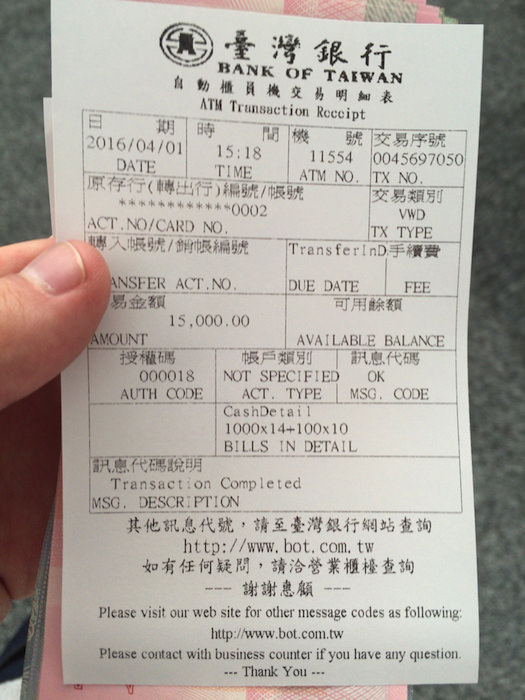 臺灣銀行
BANK OF TAIWAN
自動櫃員機交易明細表
ATM Transaction Receipt
日期 時間 機號 交易序號
2016/04/01 15:18 11554 0045697050
DATE TIME ATM NO. TX NO.
原存行(轉出行)編號/帳號 交易類別
************0002 VWD
ACT.NO/CARD NO. TX TYPE
轉入帳號/銷帳編號 TransferInD 手續費
ANSFER ACT.NO. DUE DATE FEE
易金額 可用餘額
15,000.00
AMOUNT AVAILABLE BALANCE
授權碼 帳戶類別 訊息代碼
000018 NOT SPECIFIED OK
AUTH CODE ACT. TYPE MSG. CODE
CashDetail
1000x14+100x10
BILLS IN DETAIL
訊息代碼說明
Transaction Completed
MSG. DESCRIPTION
其他訊息代號，請至臺灣銀行網站查詢
http://www.bot.com.tw
如有任何疑問，請洽營業櫃檯查詢
--- 謝謝惠顧 ---
Please visit our web site for other message codes as following:
http://www.bot.com.tw
Please contact with business counter if you have any question.
--- Thank You ---